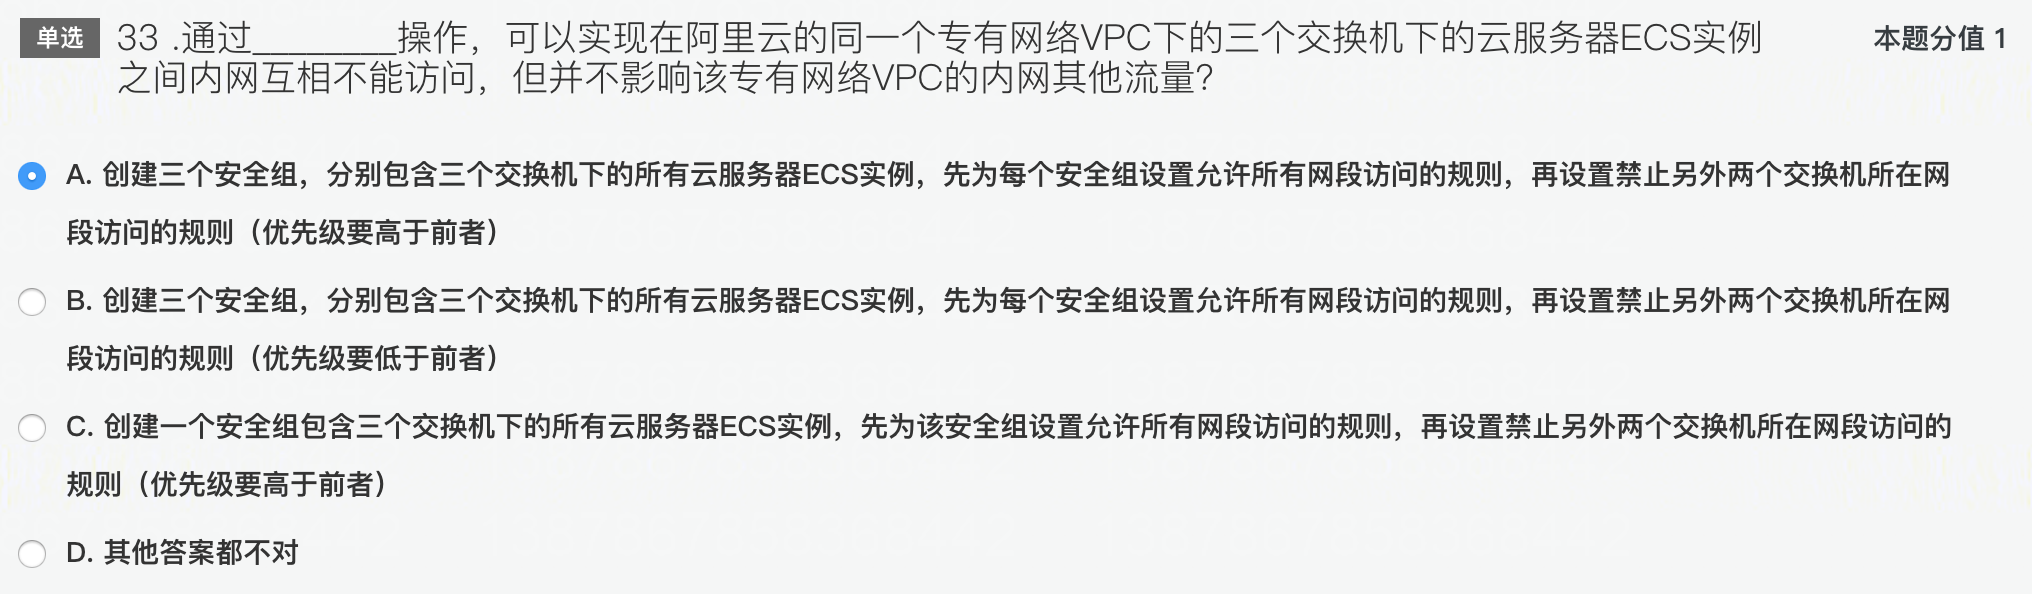 单选 33 .通过________操作，可以实现在阿里云的同一个专有网络VPC下的三个交换机下的云服务器ECS实例 本题分值 1
之间内网互相不能访问，但并不影响该专有网络VPC的内网其他流量?
A. 创建三个安全组，分别包含三个交换机下的所有云服务器ECS实例，先为每个安全组设置允许所有网段访问的规则，再设置禁止另外两个交换机所在网
段访问的规则（优先级要高于前者）
B. 创建三个安全组，分别包含三个交换机下的所有云服务器ECS实例，先为每个安全组设置允许所有网段访问的规则，再设置禁止另外两个交换机所在网
段访问的规则（优先级要低于前者）
C. 创建一个安全组包含三个交换机下的所有云服务器ECS实例，先为该安全组设置允许所有网段访问的规则，再设置禁止另外两个交换机所在网段访问的
规则（优先级要高于前者）
D. 其他答案都不对